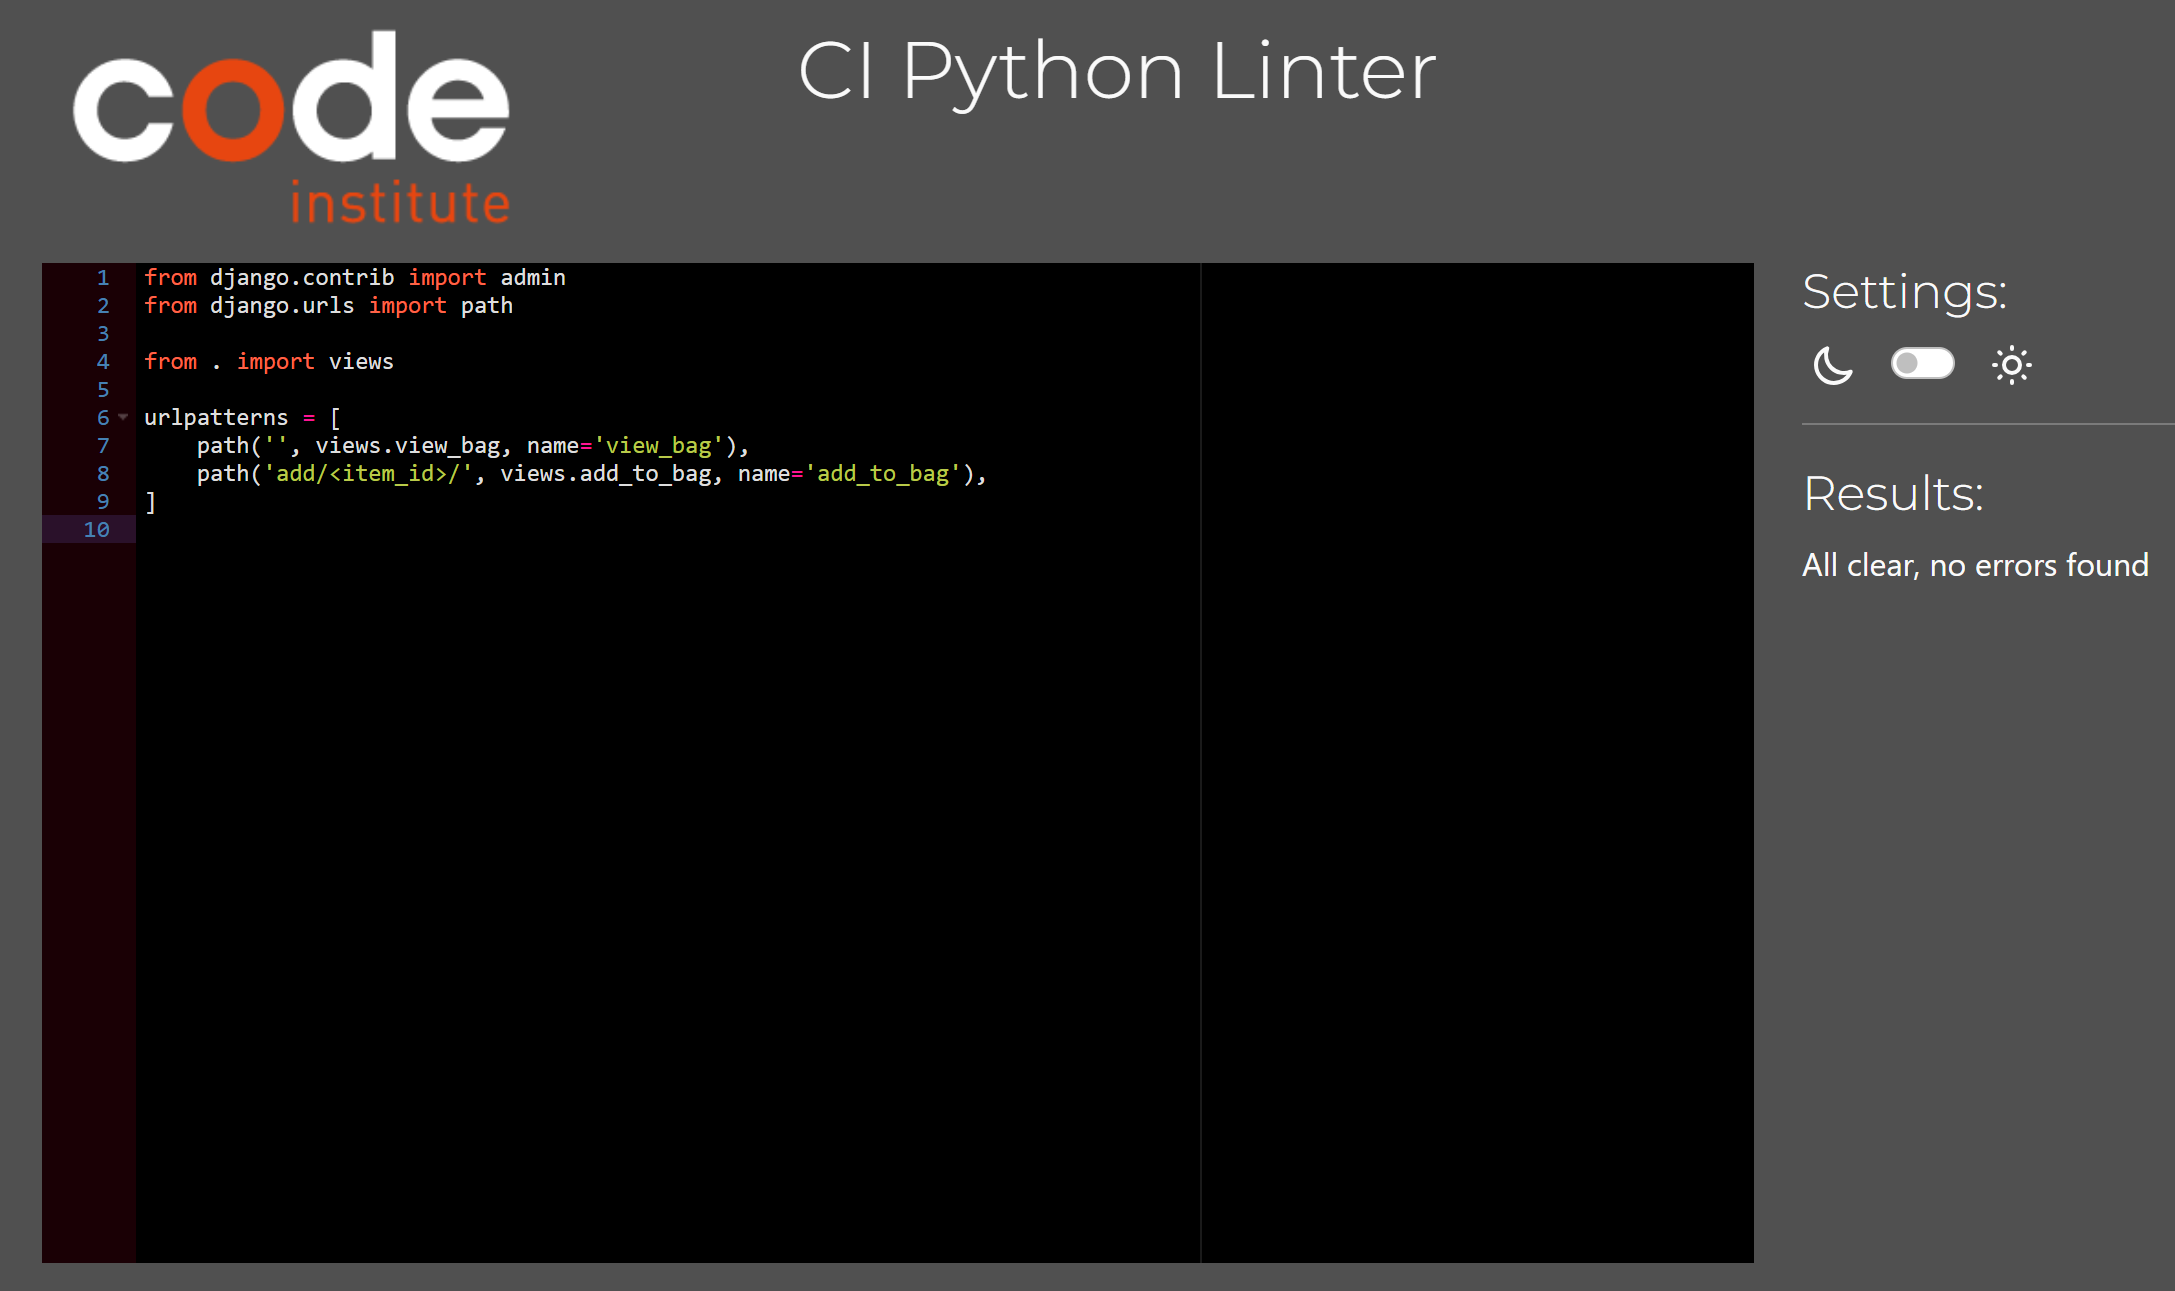 code
institute
CI Python Linter
1 from django.contrib import admin
2 from django.urls import path
3
4 from . import views
5
6 urlpatterns = [
7     path('', views.view_bag, name='view_bag'),
8     path('add/<item_id>/', views.add_to_bag, name='add_to_bag'),
9 ]
10
Settings:
Results:
All clear, no errors found